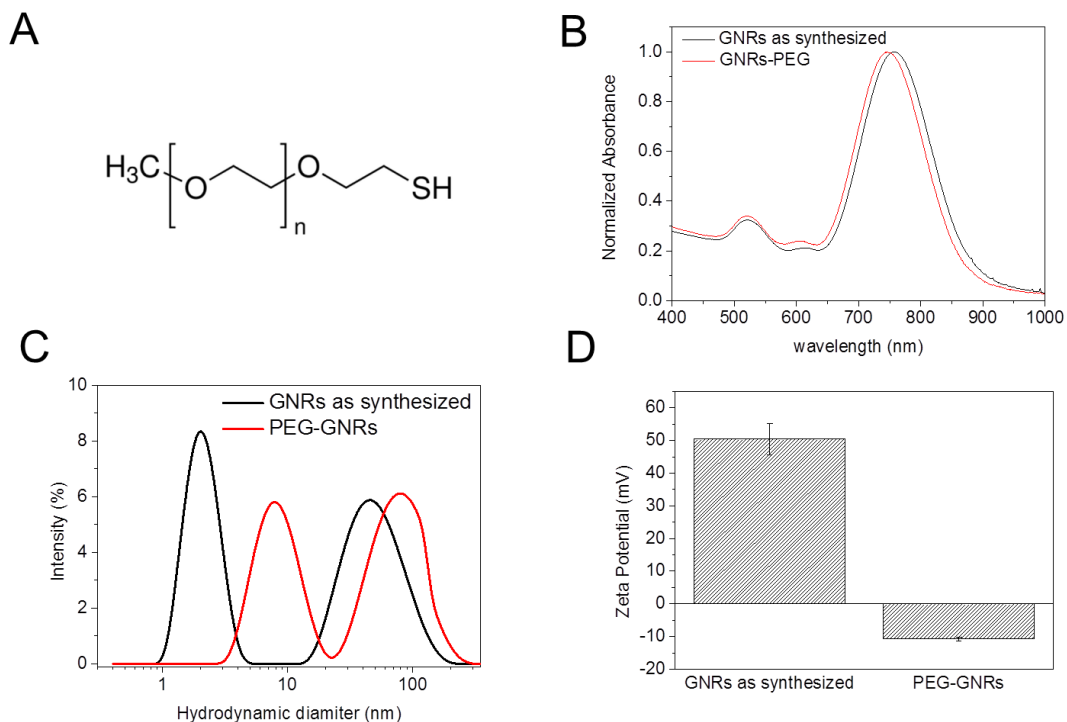 A
H₃C
O
O
SH
n
B
GNRs as synthesized
GNRs-PEG
Normalized Absorbance
1.0
0.8
0.6
0.4
0.2
0.0
400 500 600 700 800 900 1000
wavelength (nm)
C
GNRs as synthesized
PEG-GNRs
Intensity (%)
10
8
6
4
2
0
1 10 100
Hydrodynamic diamiter (nm)
D
Zeta Potential (mV)
60
50
40
30
20
10
0
-10
-20
GNRs as synthesized PEG-GNRs